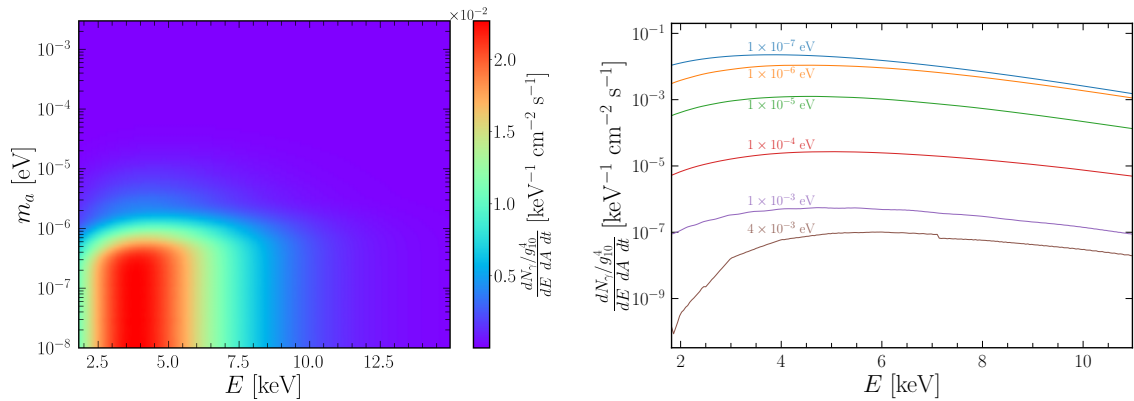 ×10⁻²
10⁻³
10⁻⁴
10⁻⁵
10⁻⁶
10⁻⁷
10⁻⁸
mₐ [eV]
2.5 5.0 7.5 10.0 12.5
E [keV]
2.0
1.5
1.0
0.5
dN_γ/g₁₀⁴ / dE dA dt [keV⁻¹ cm⁻² s⁻¹]
10⁻¹
10⁻³
10⁻⁵
10⁻⁷
10⁻⁹
dN_γ/g₁₀⁴ / dE dA dt [keV⁻¹ cm⁻² s⁻¹]
1 × 10⁻⁷ eV
1 × 10⁻⁶ eV
1 × 10⁻⁵ eV
1 × 10⁻⁴ eV
1 × 10⁻³ eV
4 × 10⁻³ eV
2 4 6 8 10
E [keV]